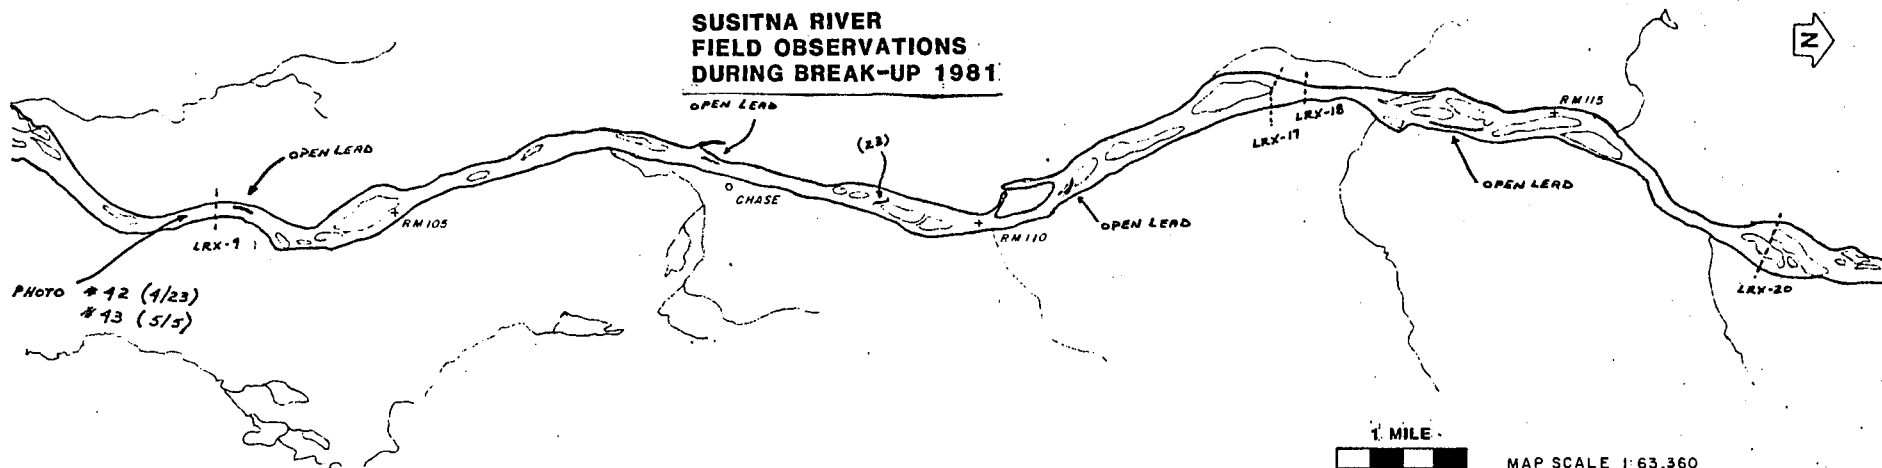 SUSITNA RIVER
FIELD OBSERVATIONS
DURING BREAK-UP 1981
N
OPEN LEAD
OPEN LEAD
(23)
RM 115
LRX-18
LRX-17
OPEN LEAD
CHASE
RM 105
LRX-9
RM 110
OPEN LEAD
LRX-20
PHOTO #42 (4/23)
#43 (5/5)
1 MILE
MAP SCALE 1:63,360